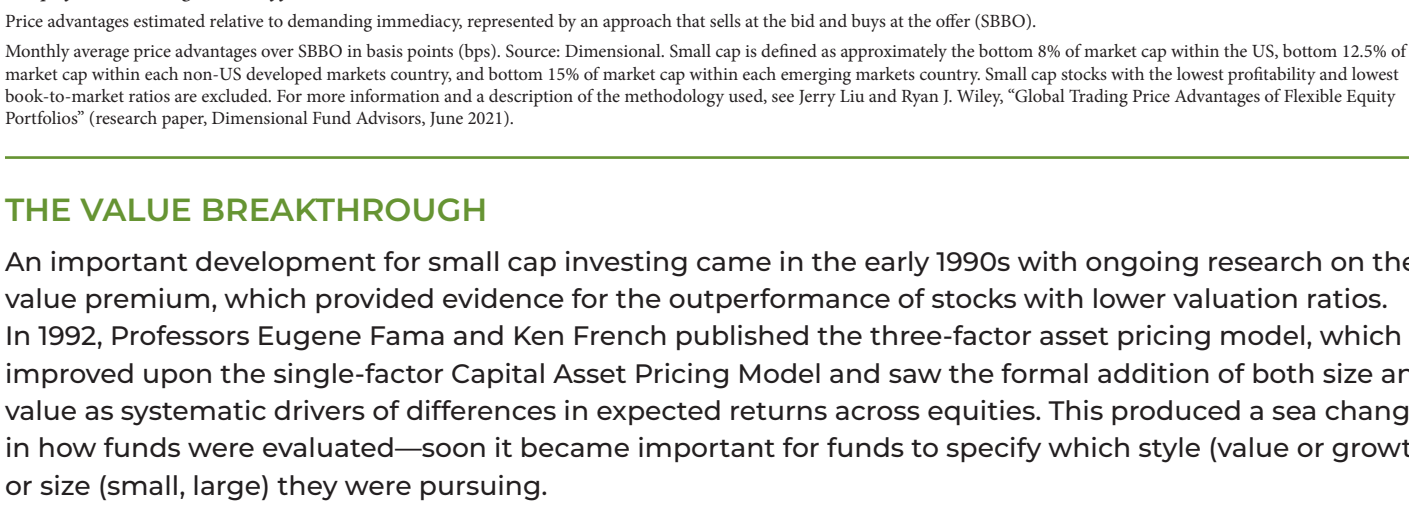 Price advantages estimated relative to demanding immediacy, represented by an approach that sells at the bid and buys at the offer (SBBO).
Monthly average price advantages over SBBO in basis points (bps). Source: Dimensional. Small cap is defined as approximately the bottom 8% of market cap within the US, bottom 12.5% of
market cap within each non-US developed markets country, and bottom 15% of market cap within each emerging markets country. Small cap stocks with the lowest profitability and lowest
book-to-market ratios are excluded. For more information and a description of the methodology used, see Jerry Liu and Ryan J. Wiley, “Global Trading Price Advantages of Flexible Equity
Portfolios” (research paper, Dimensional Fund Advisors, June 2021).
THE VALUE BREAKTHROUGH
An important development for small cap investing came in the early 1990s with ongoing research on the
value premium, which provided evidence for the outperformance of stocks with lower valuation ratios.
In 1992, Professors Eugene Fama and Ken French published the three-factor asset pricing model, which
improved upon the single-factor Capital Asset Pricing Model and saw the formal addition of both size an
value as systematic drivers of differences in expected returns across equities. This produced a sea chang
in how funds were evaluated—soon it became important for funds to specify which style (value or growt
or size (small, large) they were pursuing.